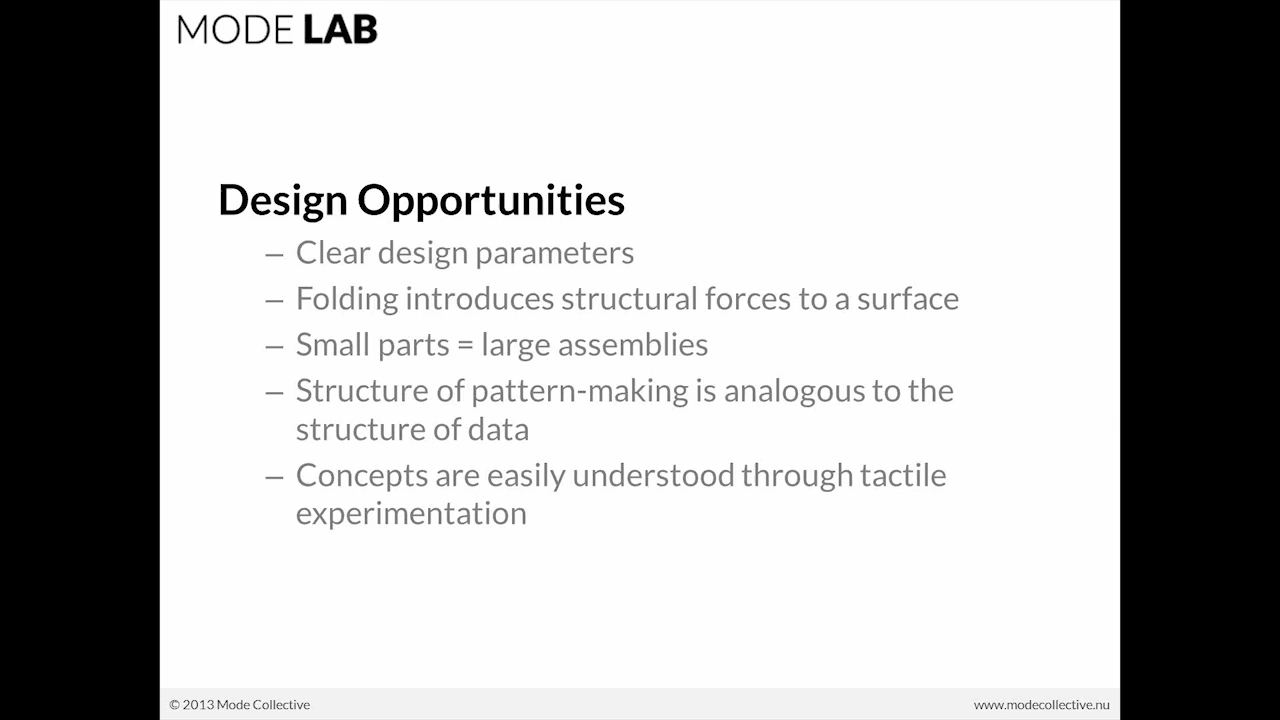 MODE LAB
Design Opportunities
– Clear design parameters
– Folding introduces structural forces to a surface
– Small parts = large assemblies
– Structure of pattern-making is analogous to the
structure of data
– Concepts are easily understood through tactile
experimentation
© 2013 Mode Collective
www.modecollective.nu